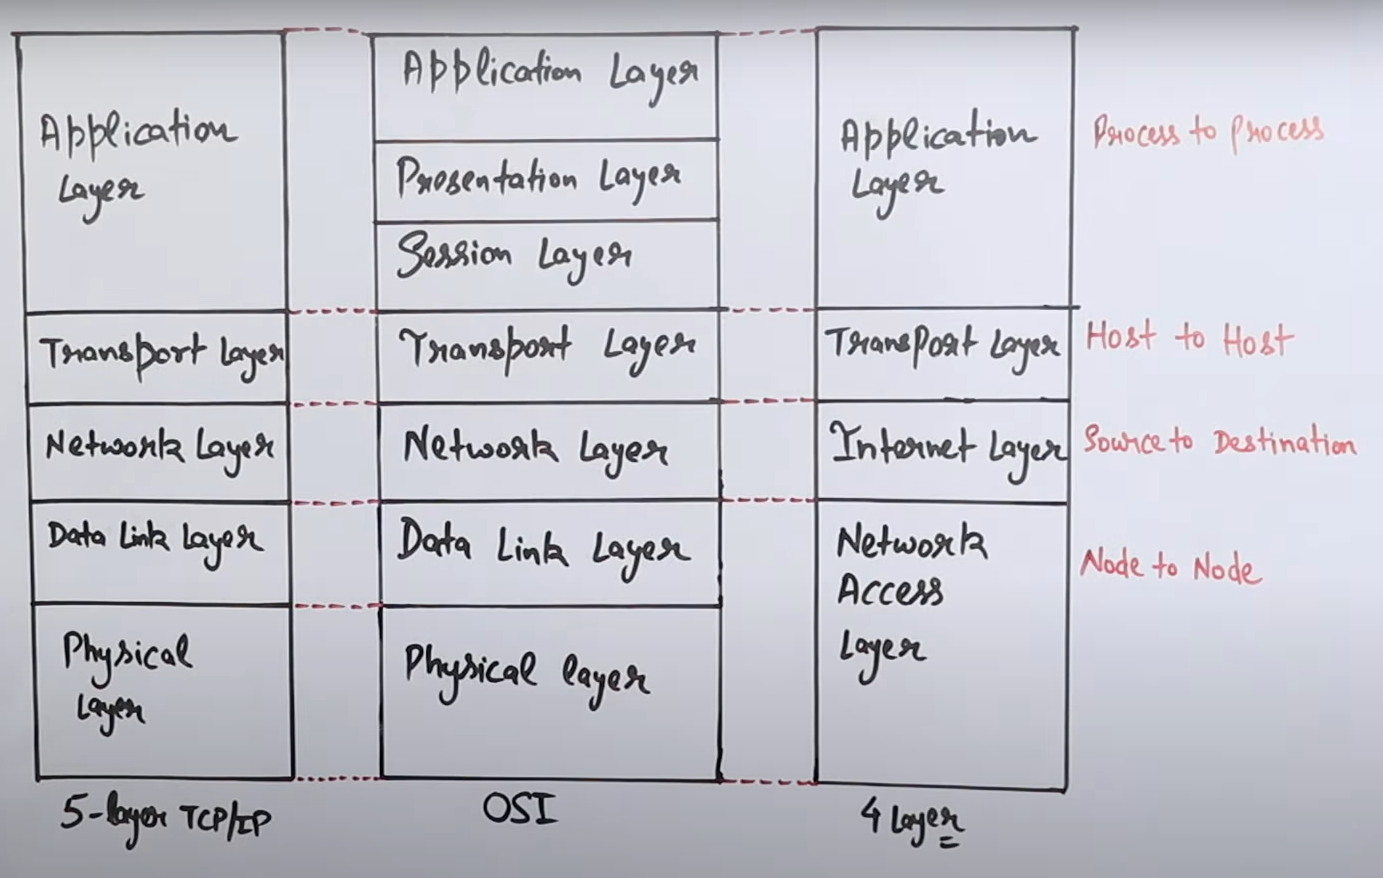 Application
Layer
Transport Layer
Network Layer
Data Link Layer
Physical
Layer
5-layer TCP/IP
Application Layer
Presentation Layer
Session Layer
Transport Layer
Network Layer
Data Link Layer
Physical layer
OSI
Application
Layer
Transport Layer
Internet Layer
Network
Access
Layer
4 Layer
Process to Process
Host to Host
Source to Destination
Node to Node